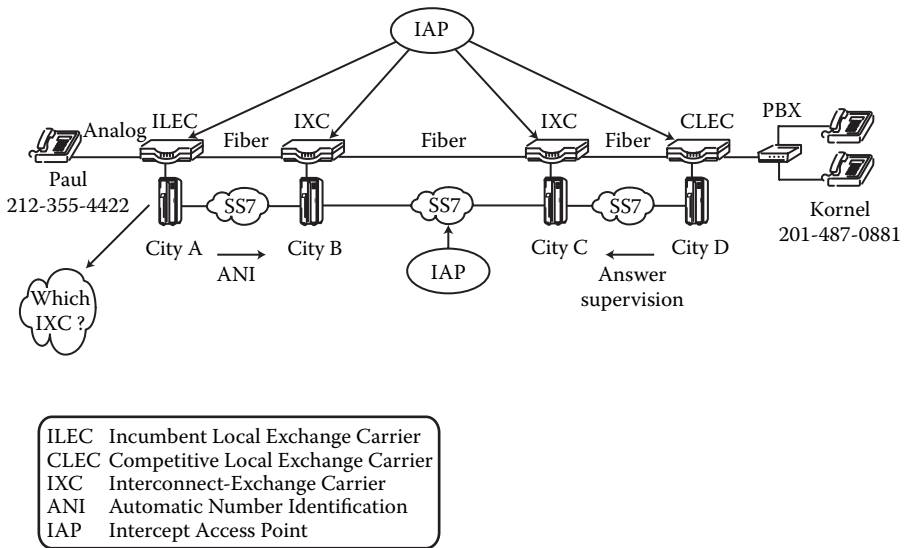 IAP
ILEC
IXC
IXC
CLEC
PBX
Analog
Fiber
Fiber
Fiber
Paul
212-355-4422
SS7
SS7
SS7
Kornel
201-487-0881
City A
City B
City C
City D
ANI
IAP
Answer
supervision
Which
IXC ?
ILEC Incumbent Local Exchange Carrier
CLEC Competitive Local Exchange Carrier
IXC Interconnect-Exchange Carrier
ANI Automatic Number Identification
IAP Intercept Access Point